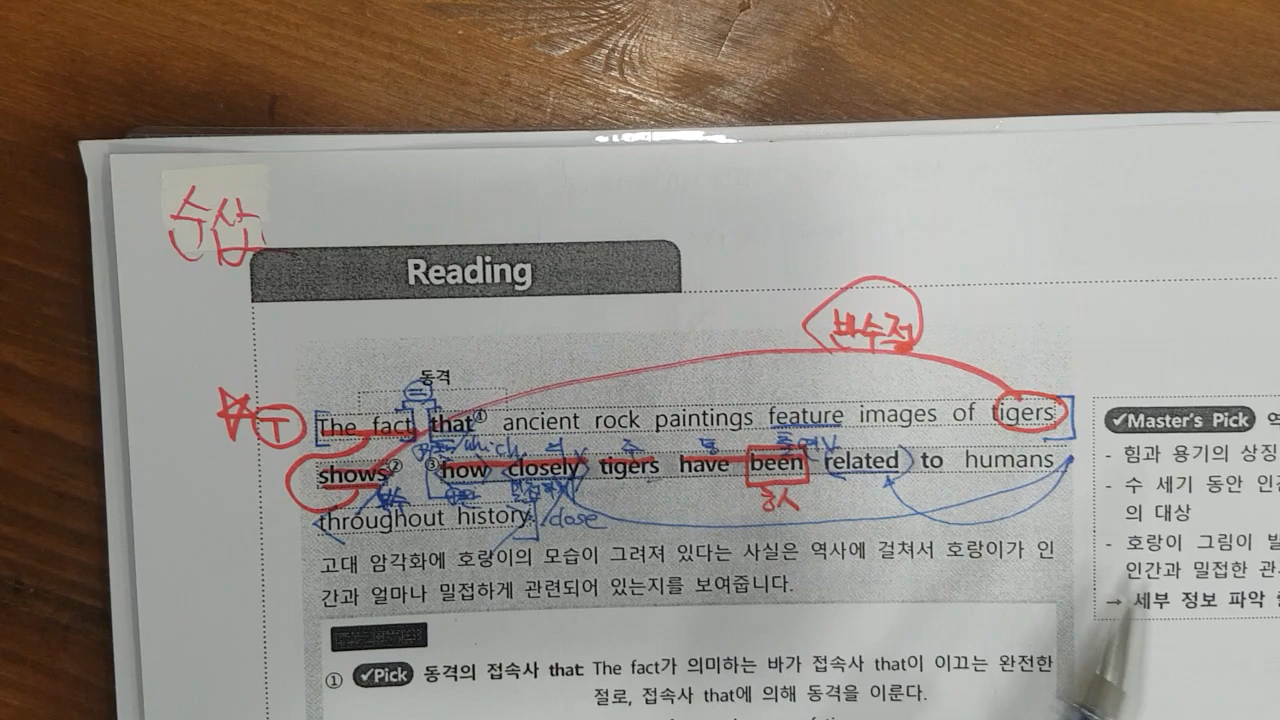 수삽
Reading
반수절
동격
T The fact that① ancient rock paintings feature images of tigers
shows② ③how closely tigers have been related to humans
throughout history. /close
고대 암각화에 호랑이의 모습이 그려져 있다는 사실은 역사에 걸쳐서 호랑이가 인
간과 얼마나 밀접하게 관련되어 있는지를 보여줍니다.
① ✓Pick 동격의 접속사 that: The fact가 의미하는 바가 접속사 that이 이끄는 완전한
절로, 접속사 that에 의해 동격을 이룬다.
✓Master's Pick
- 힘과 용기의 상징
- 수 세기 동안 인간
의 대상
- 호랑이 그림이 발
인간과 밀접한 관
→ 세부 정보 파악